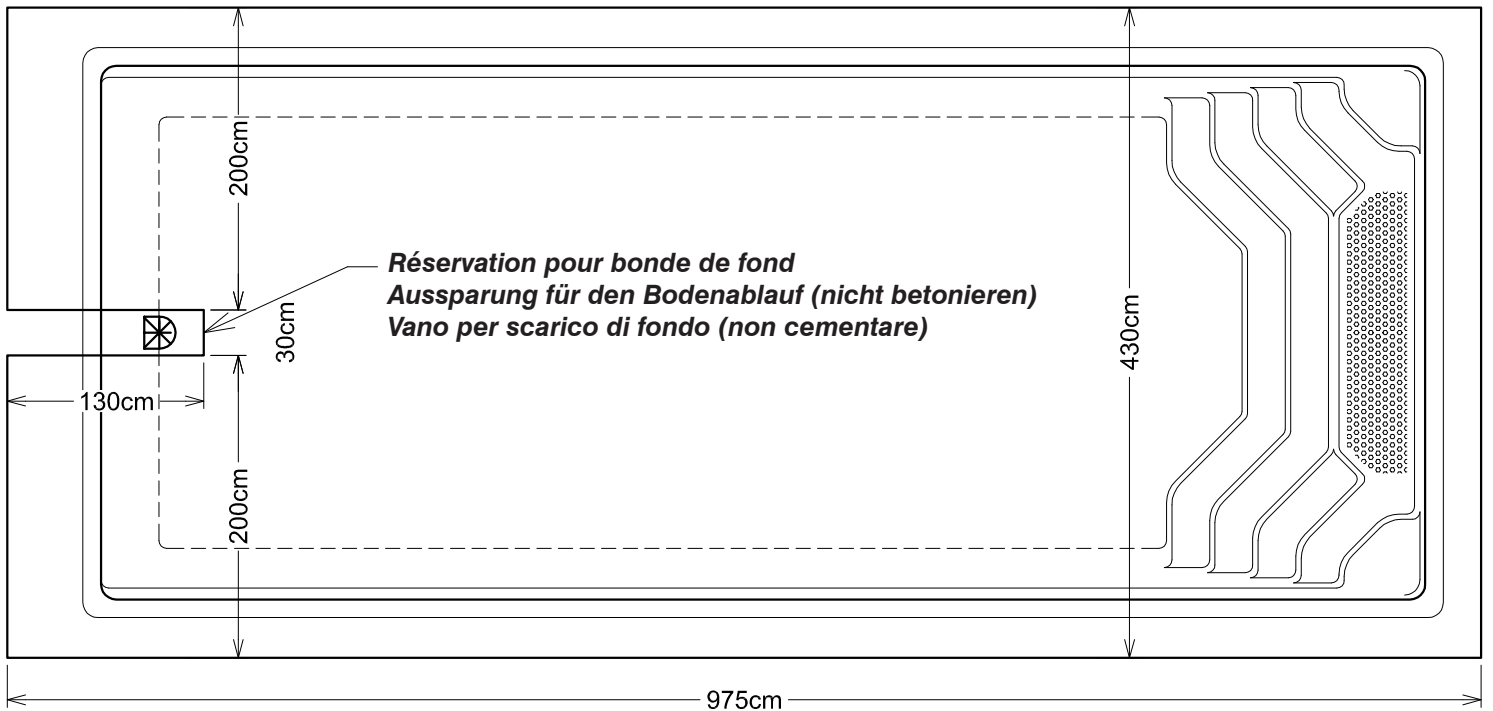 200cm
Réservation pour bonde de fond
Aussparung für den Bodenablauf (nicht betonieren)
Vano per scarico di fondo (non cementare)
30cm
430cm
130cm
200cm
975cm